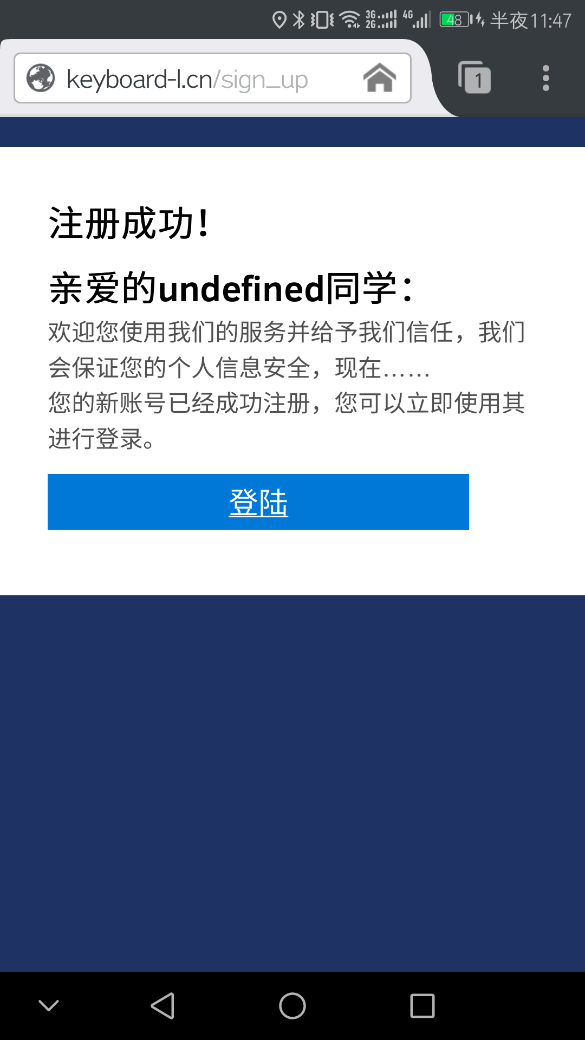 3G 2G 4G 48 半夜11:47
keyboard-l.cn/sign_up 1
注册成功！
亲爱的undefined同学：
欢迎您使用我们的服务并给予我们信任，我们
会保证您的个人信息安全，现在……
您的新账号已经成功注册，您可以立即使用其
进行登录。
登陆